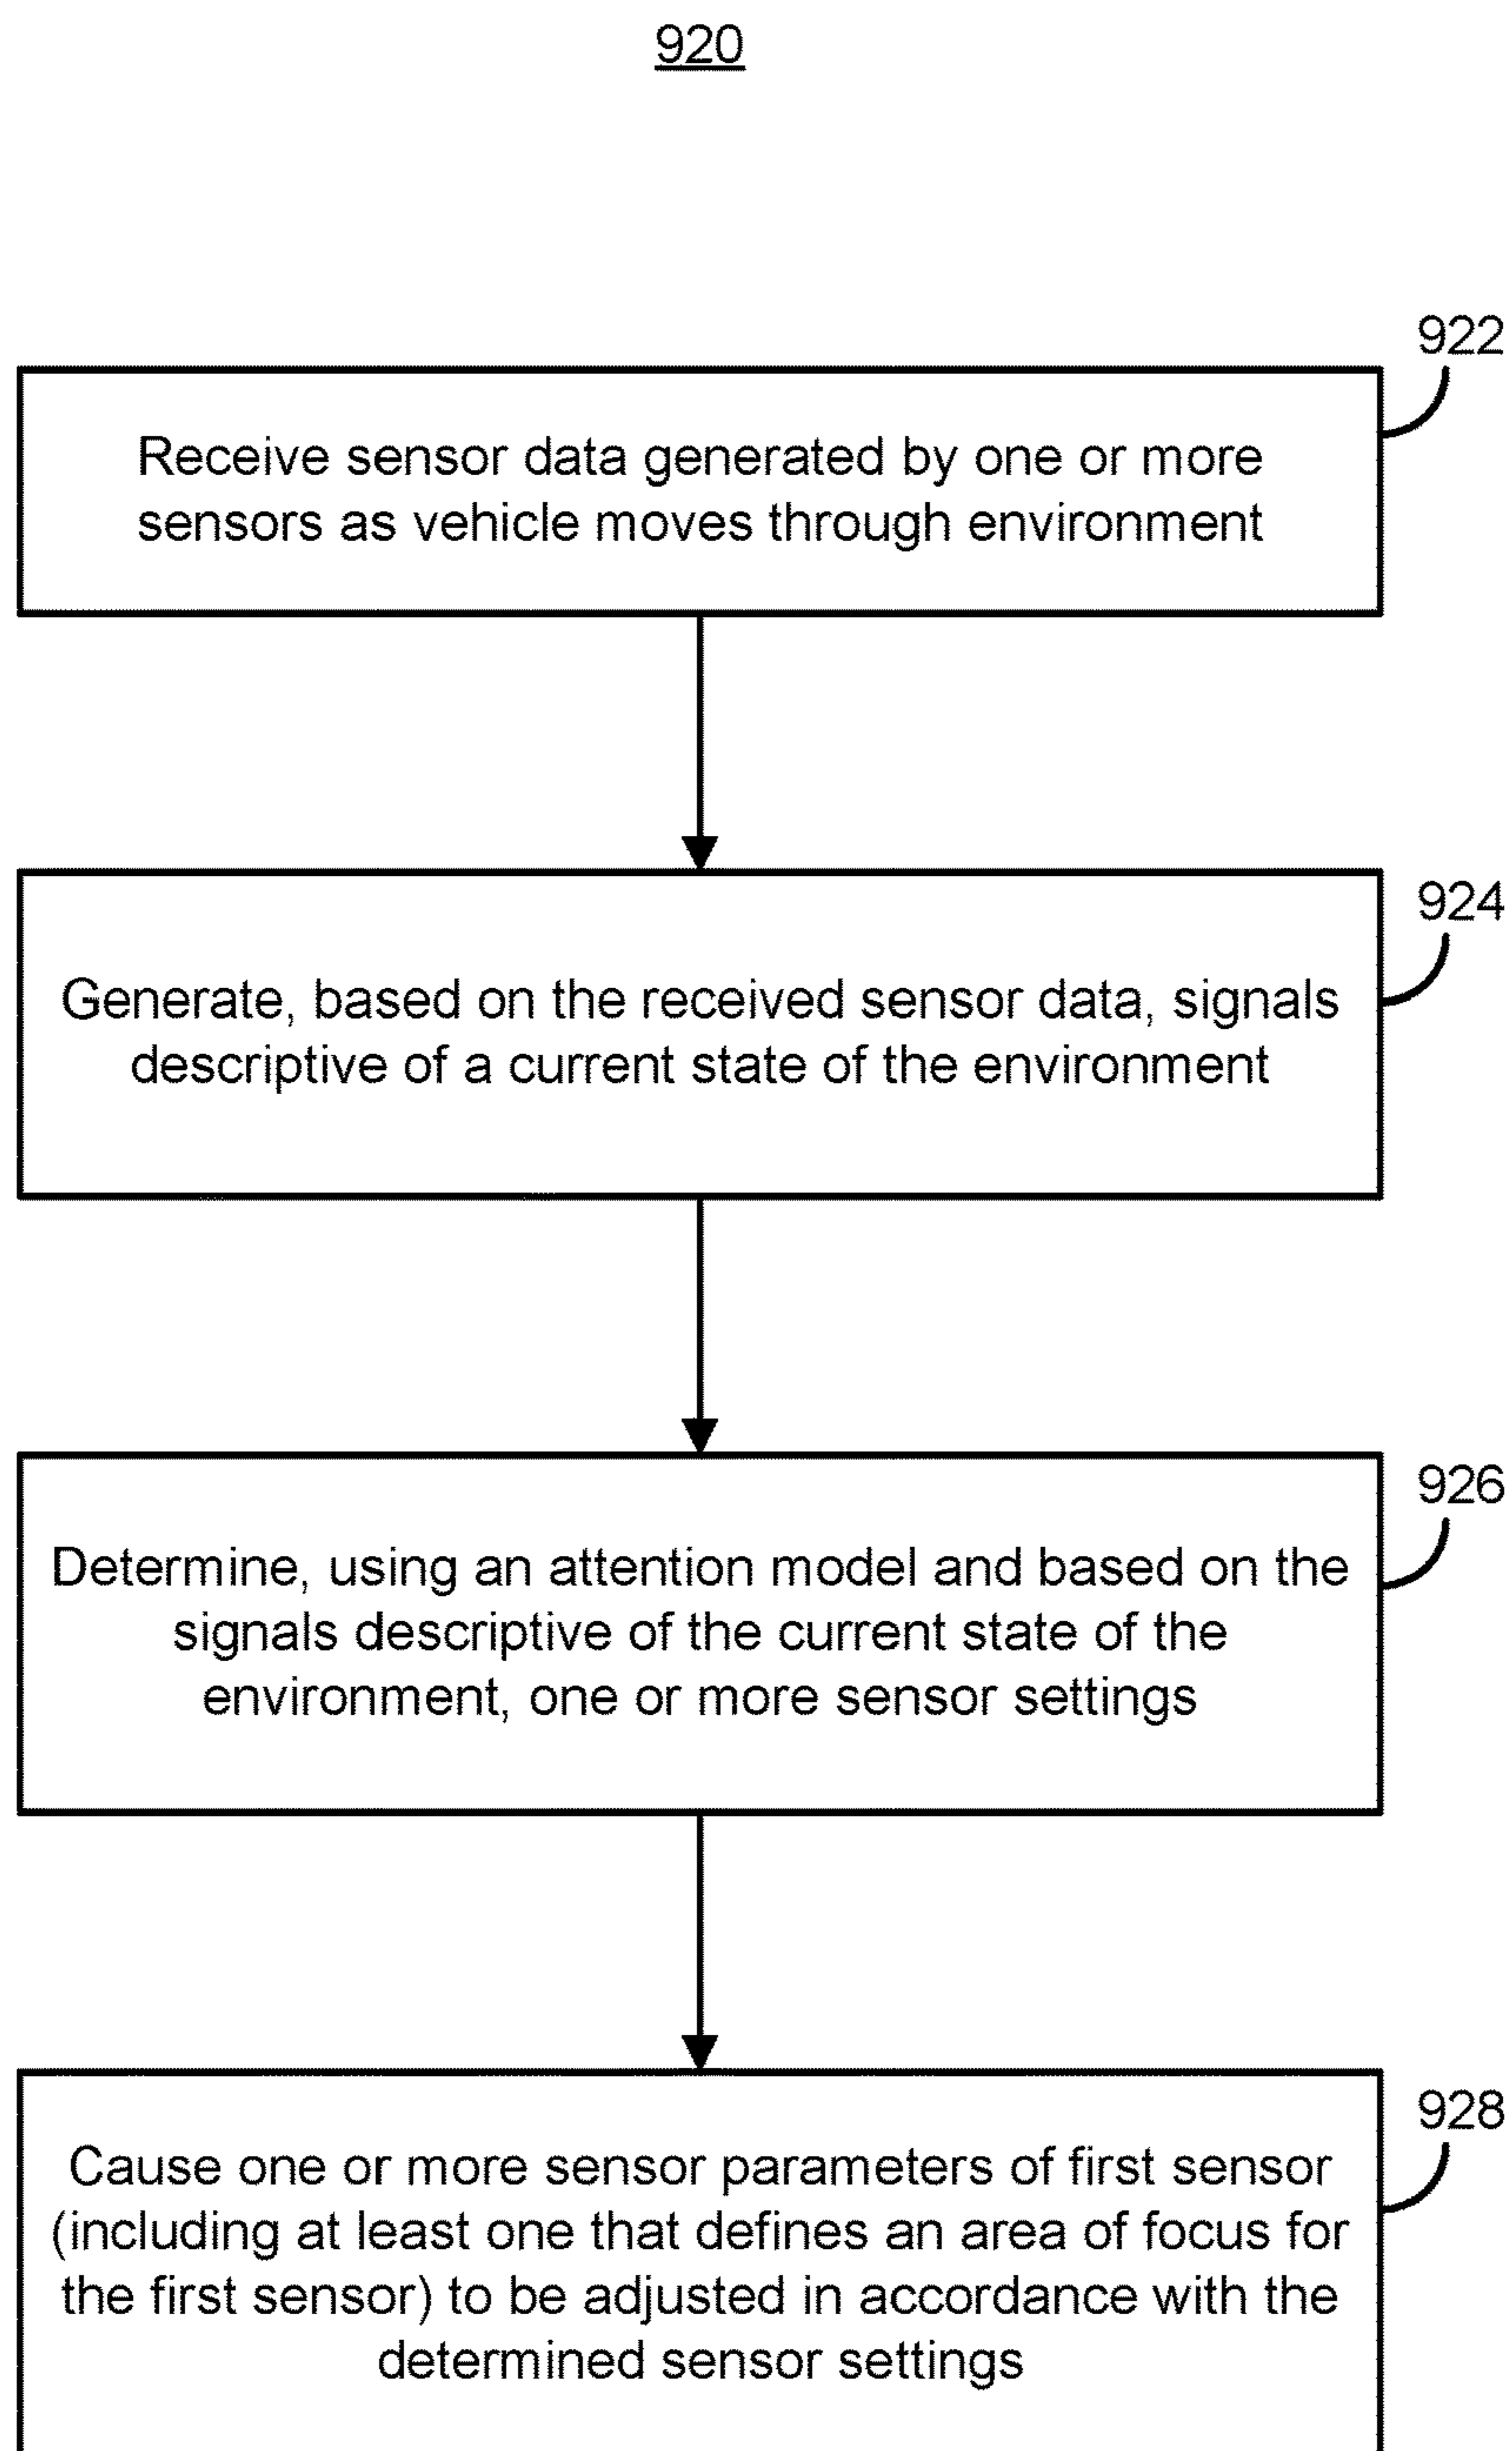 920
922
Receive sensor data generated by one or more
sensors as vehicle moves through environment
924
Generate, based on the received sensor data, signals
descriptive of a current state of the environment
926
Determine, using an attention model and based on the
signals descriptive of the current state of the
environment, one or more sensor settings
928
Cause one or more sensor parameters of first sensor
(including at least one that defines an area of focus for
the first sensor) to be adjusted in accordance with the
determined sensor settings